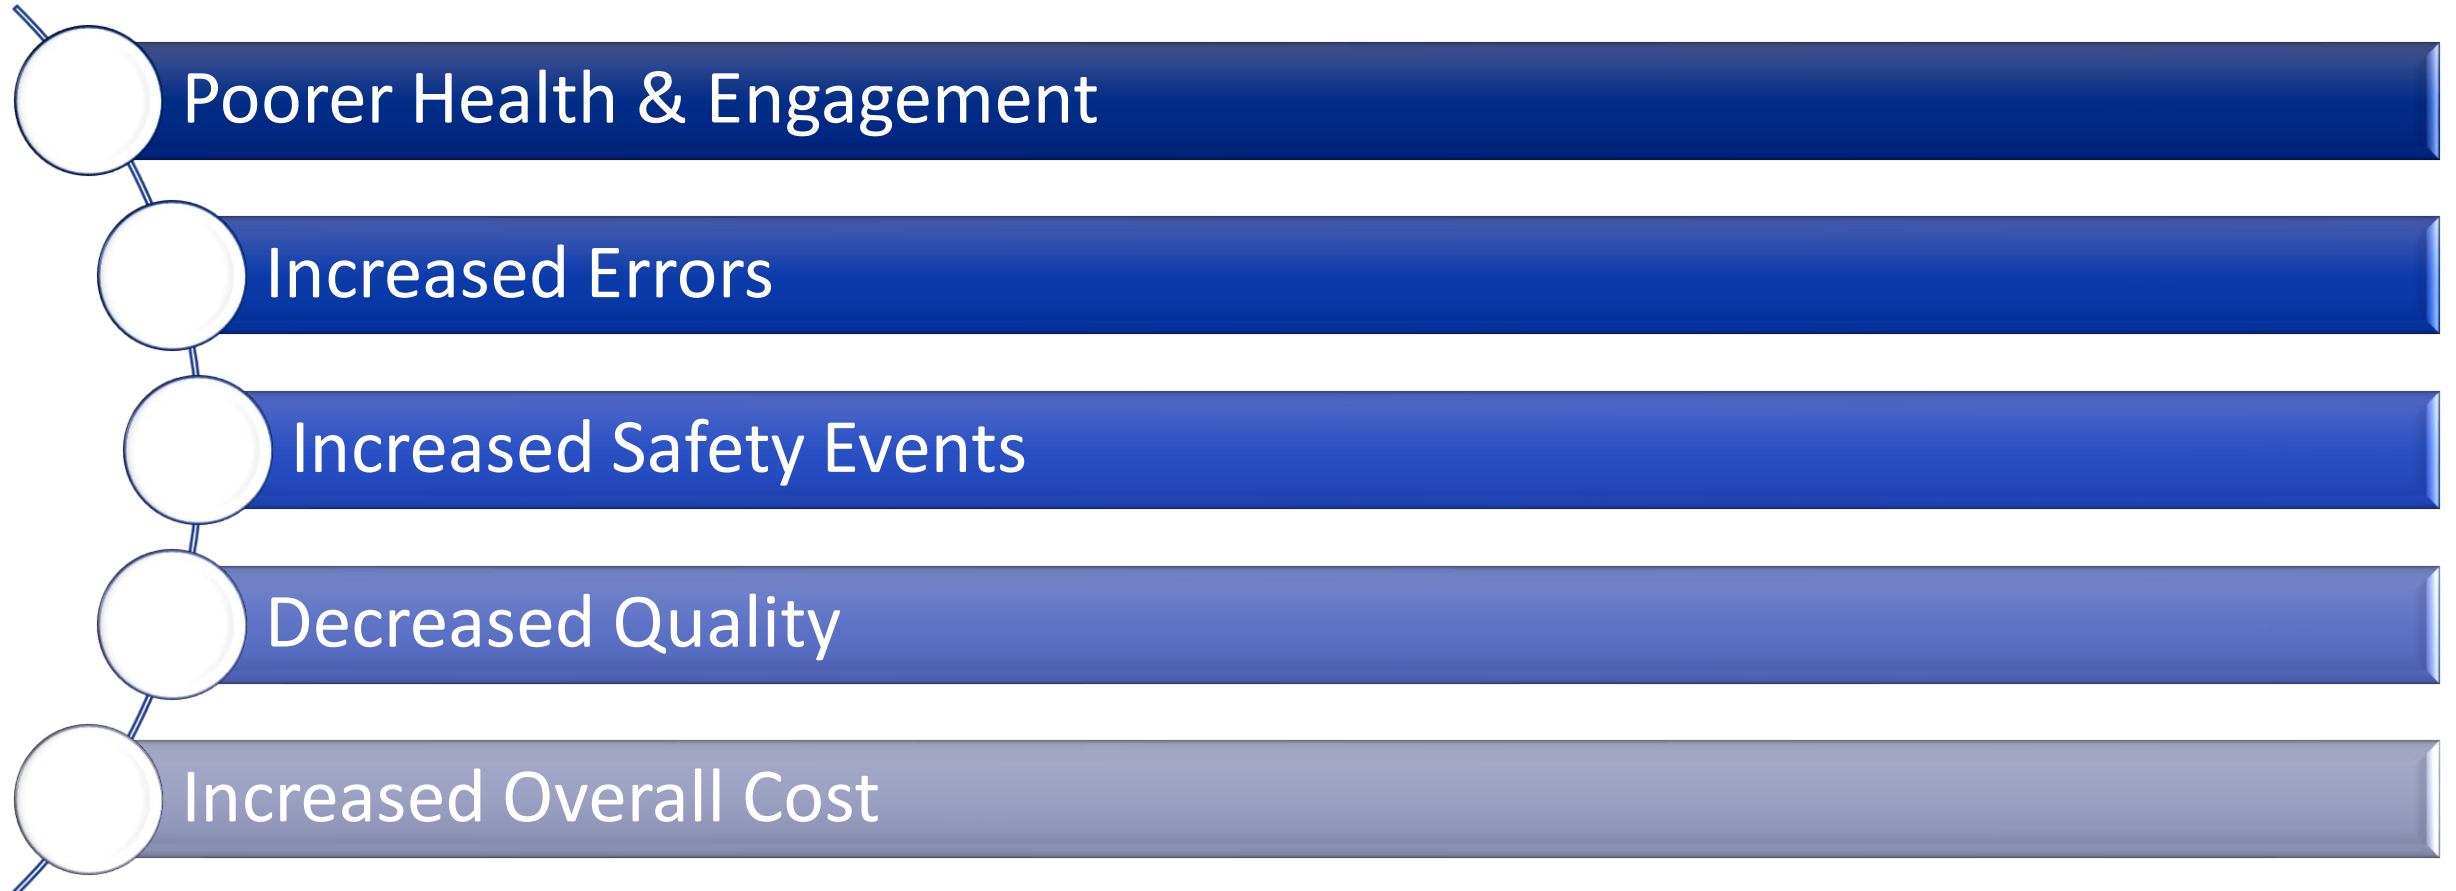 Poorer Health & Engagement
Increased Errors
Increased Safety Events
Decreased Quality
Increased Overall Cost